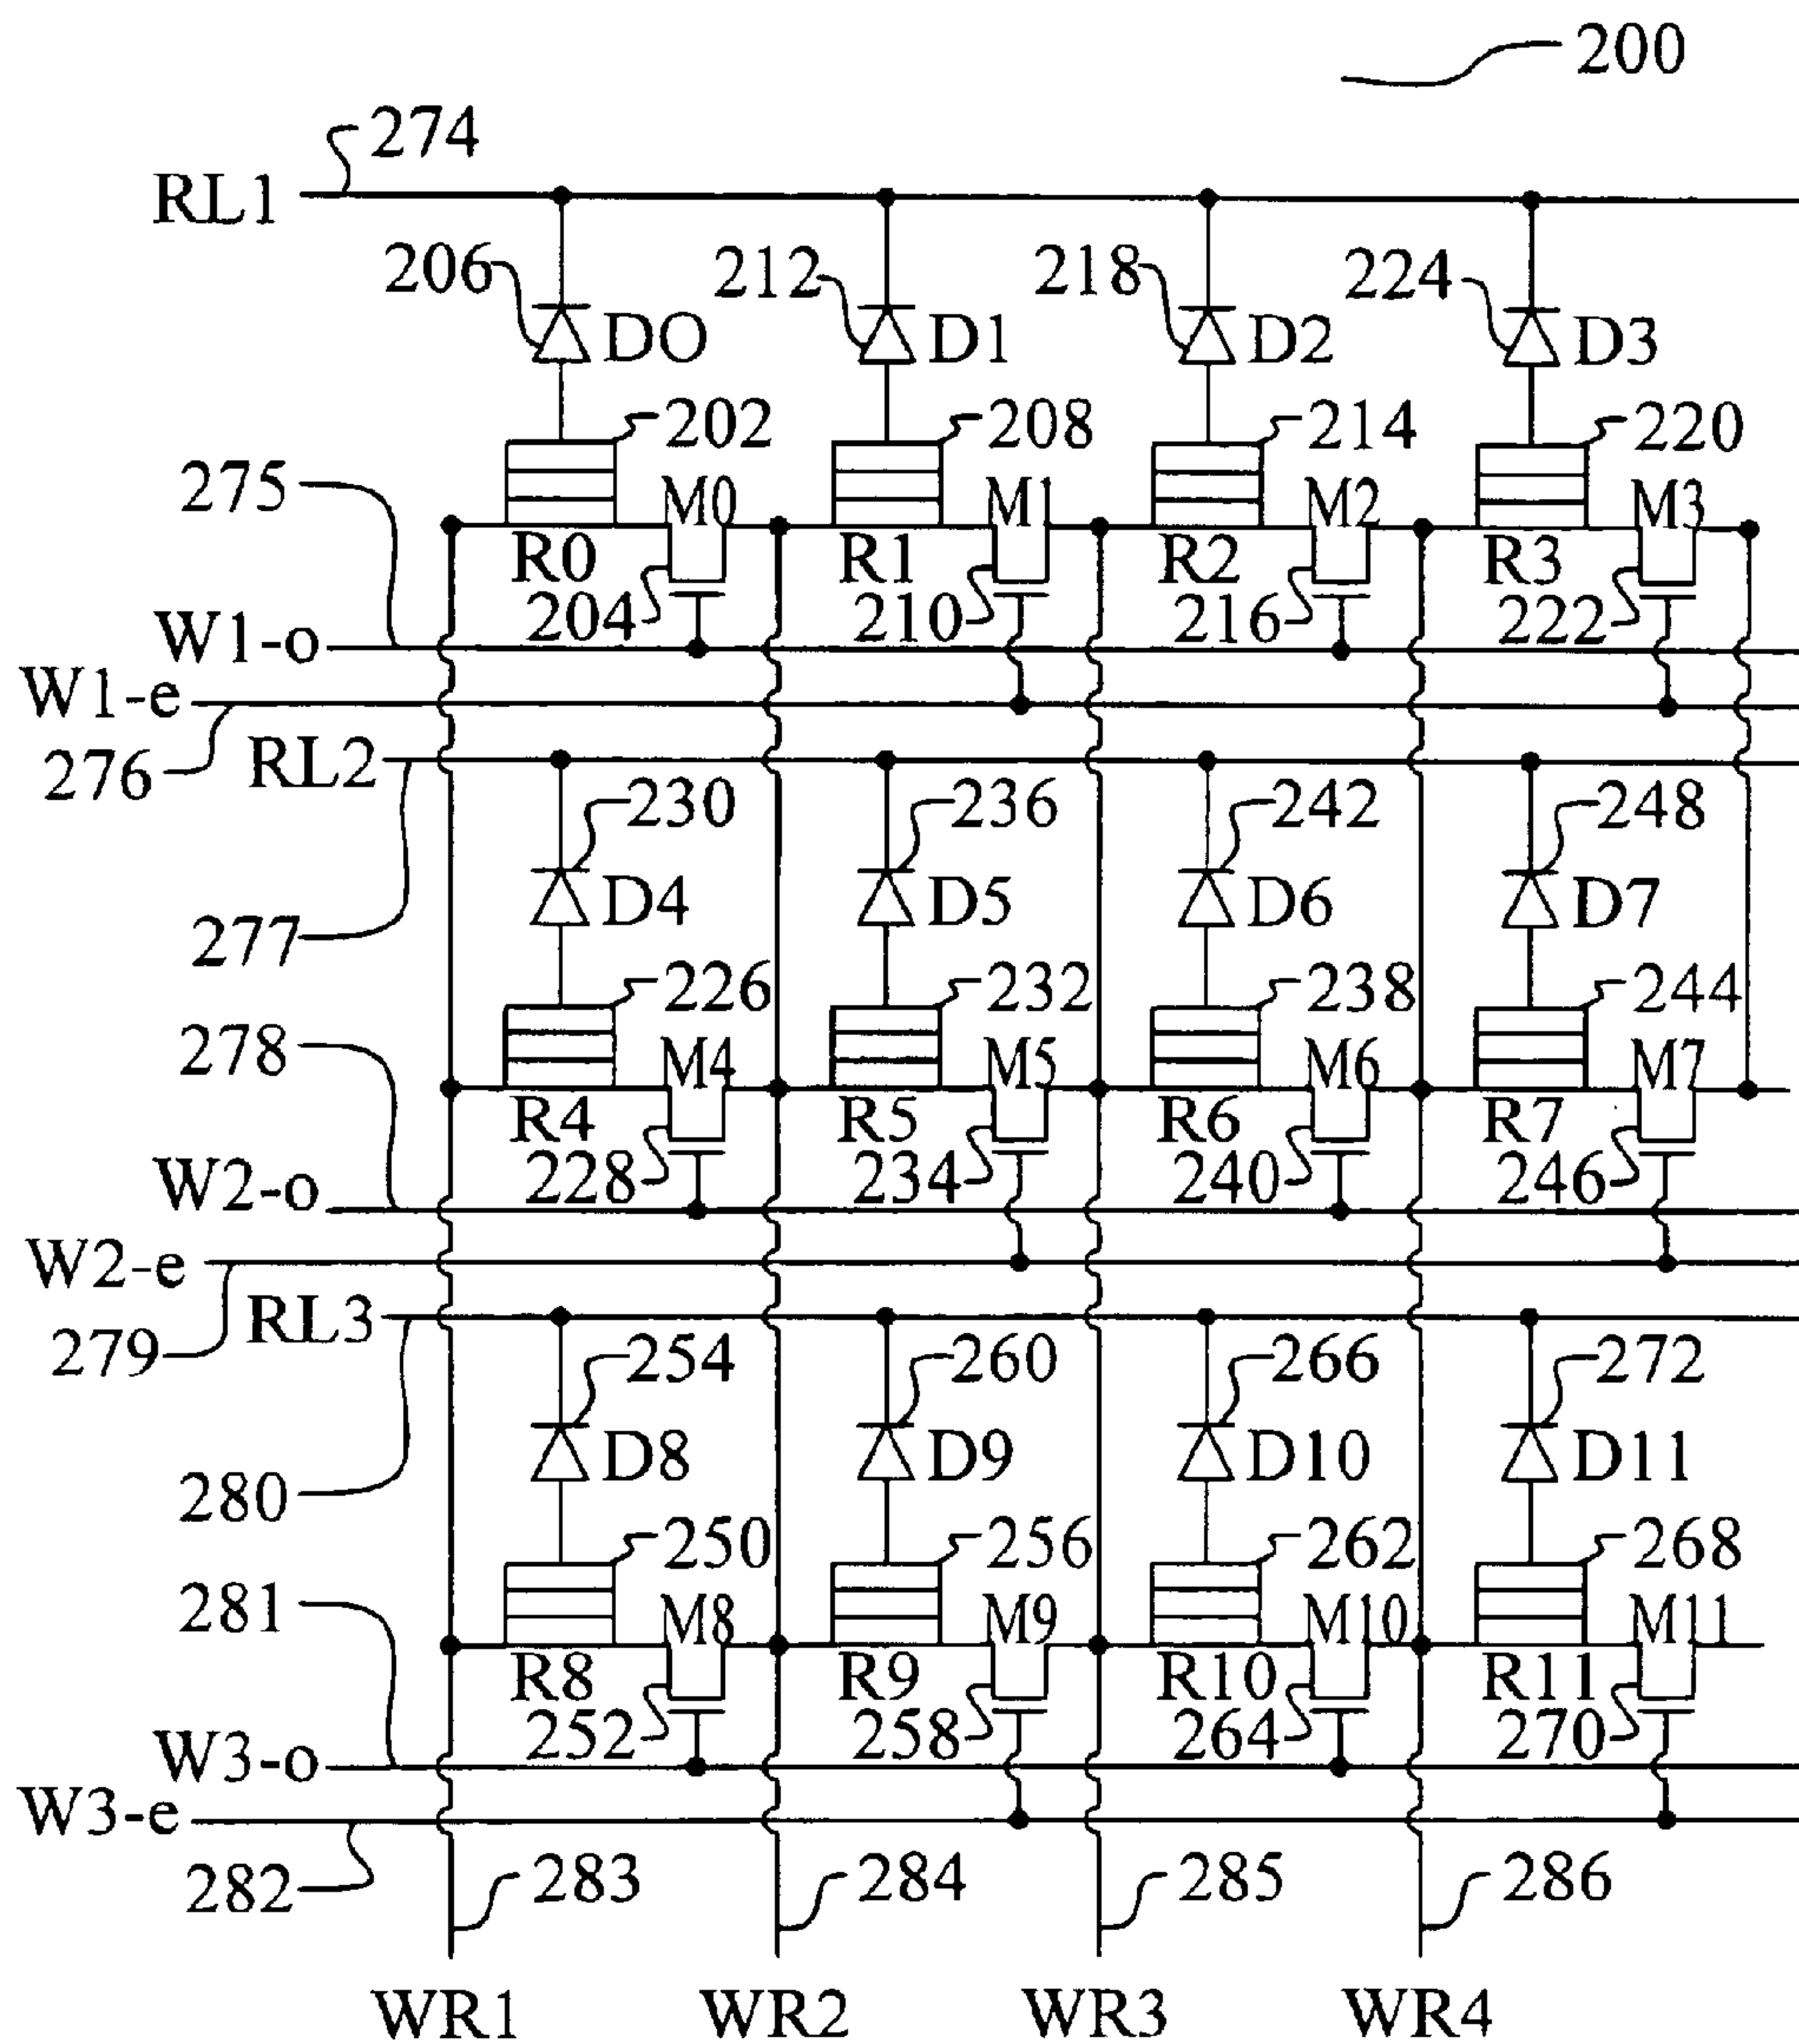 200
274
RL1
206 212 218 224
DO D1 D2 D3
202 208 214 220
275 M0 M1 M2 M3
R0 R1 R2 R3
204 210 216 222
W1-o
W1-e
276 RL2
230 236 242 248
D4 D5 D6 D7
277
226 232 238 244
278 M4 M5 M6 M7
R4 R5 R6 R7
228 234 240 246
W2-o
W2-e
279 RL3
254 260 266 272
D8 D9 D10 D11
280
250 256 262 268
281 M8 M9 M10 M11
R8 R9 R10 R11
252 258 264 270
W3-o
W3-e
282 283 284 285 286
WR1 WR2 WR3 WR4